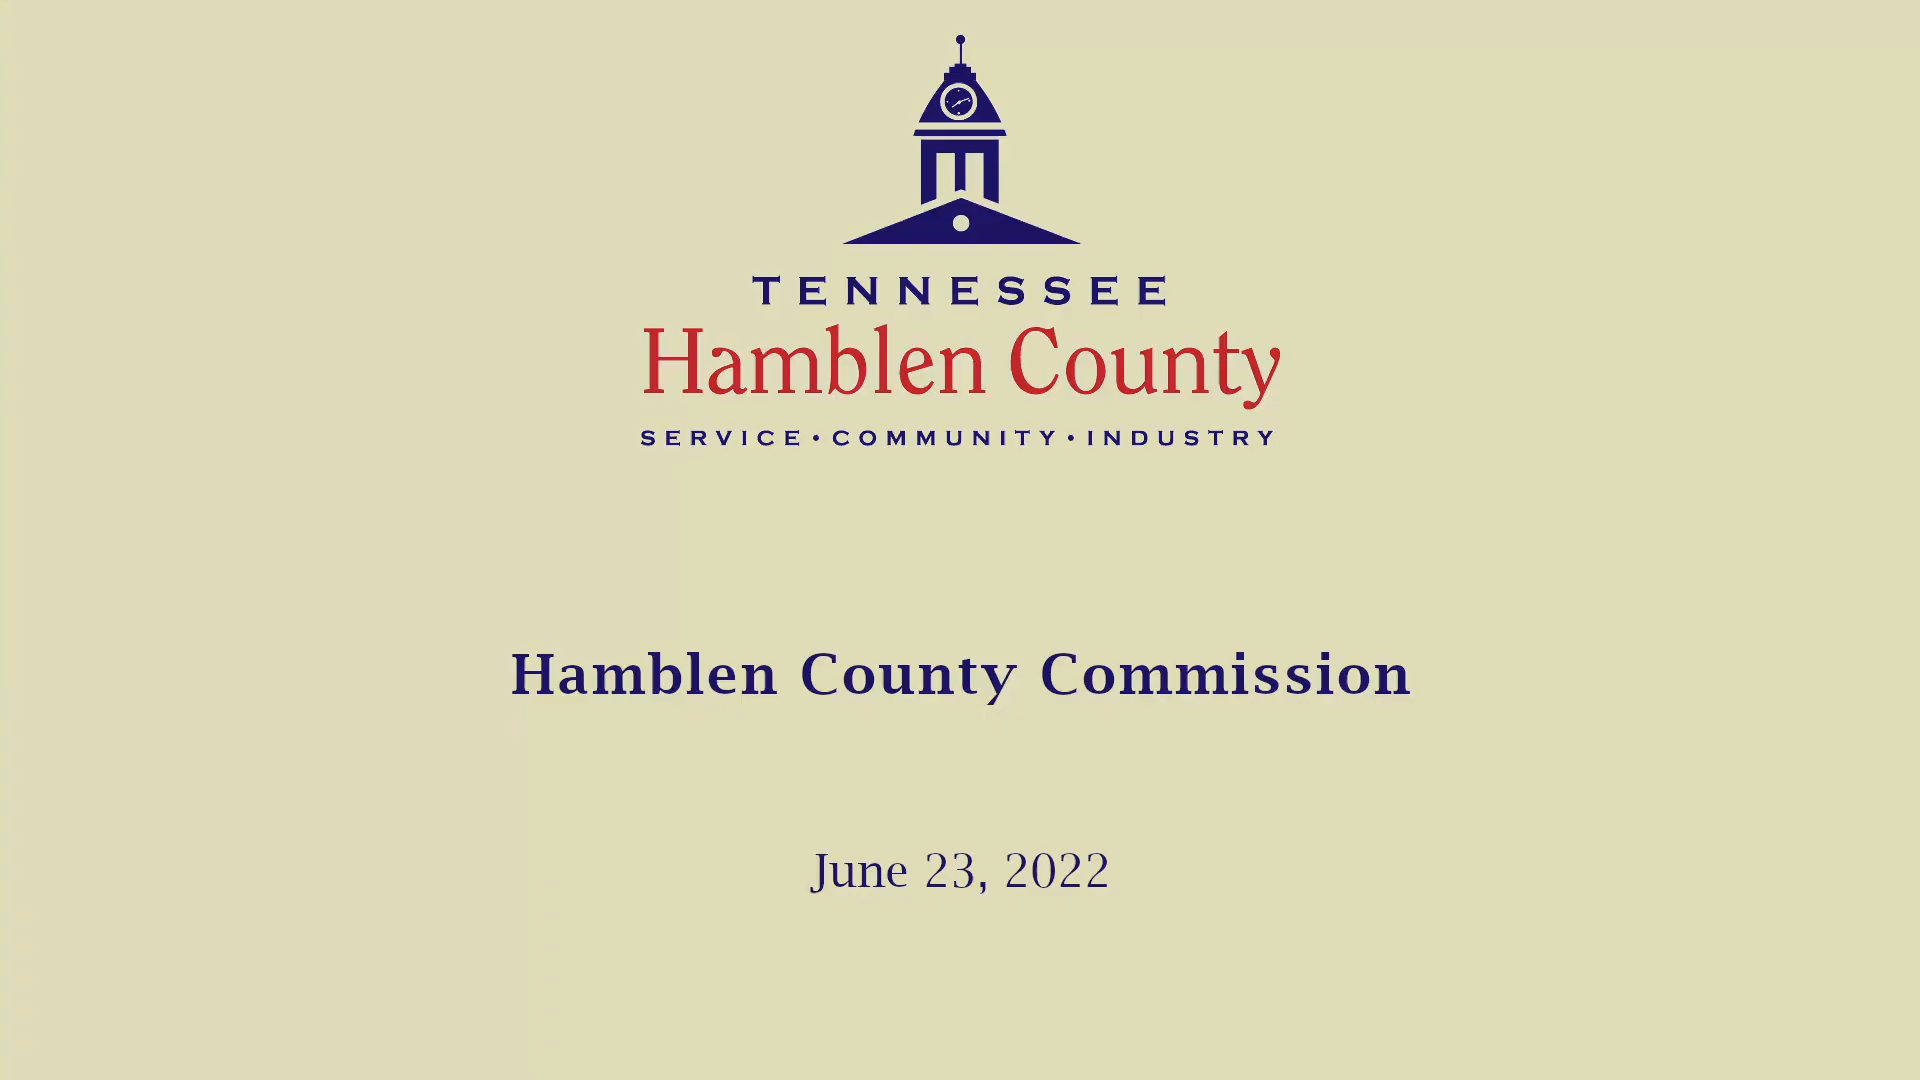 TENNESSEE
Hamblen County
SERVICE • COMMUNITY • INDUSTRY
Hamblen County Commission
June 23, 2022